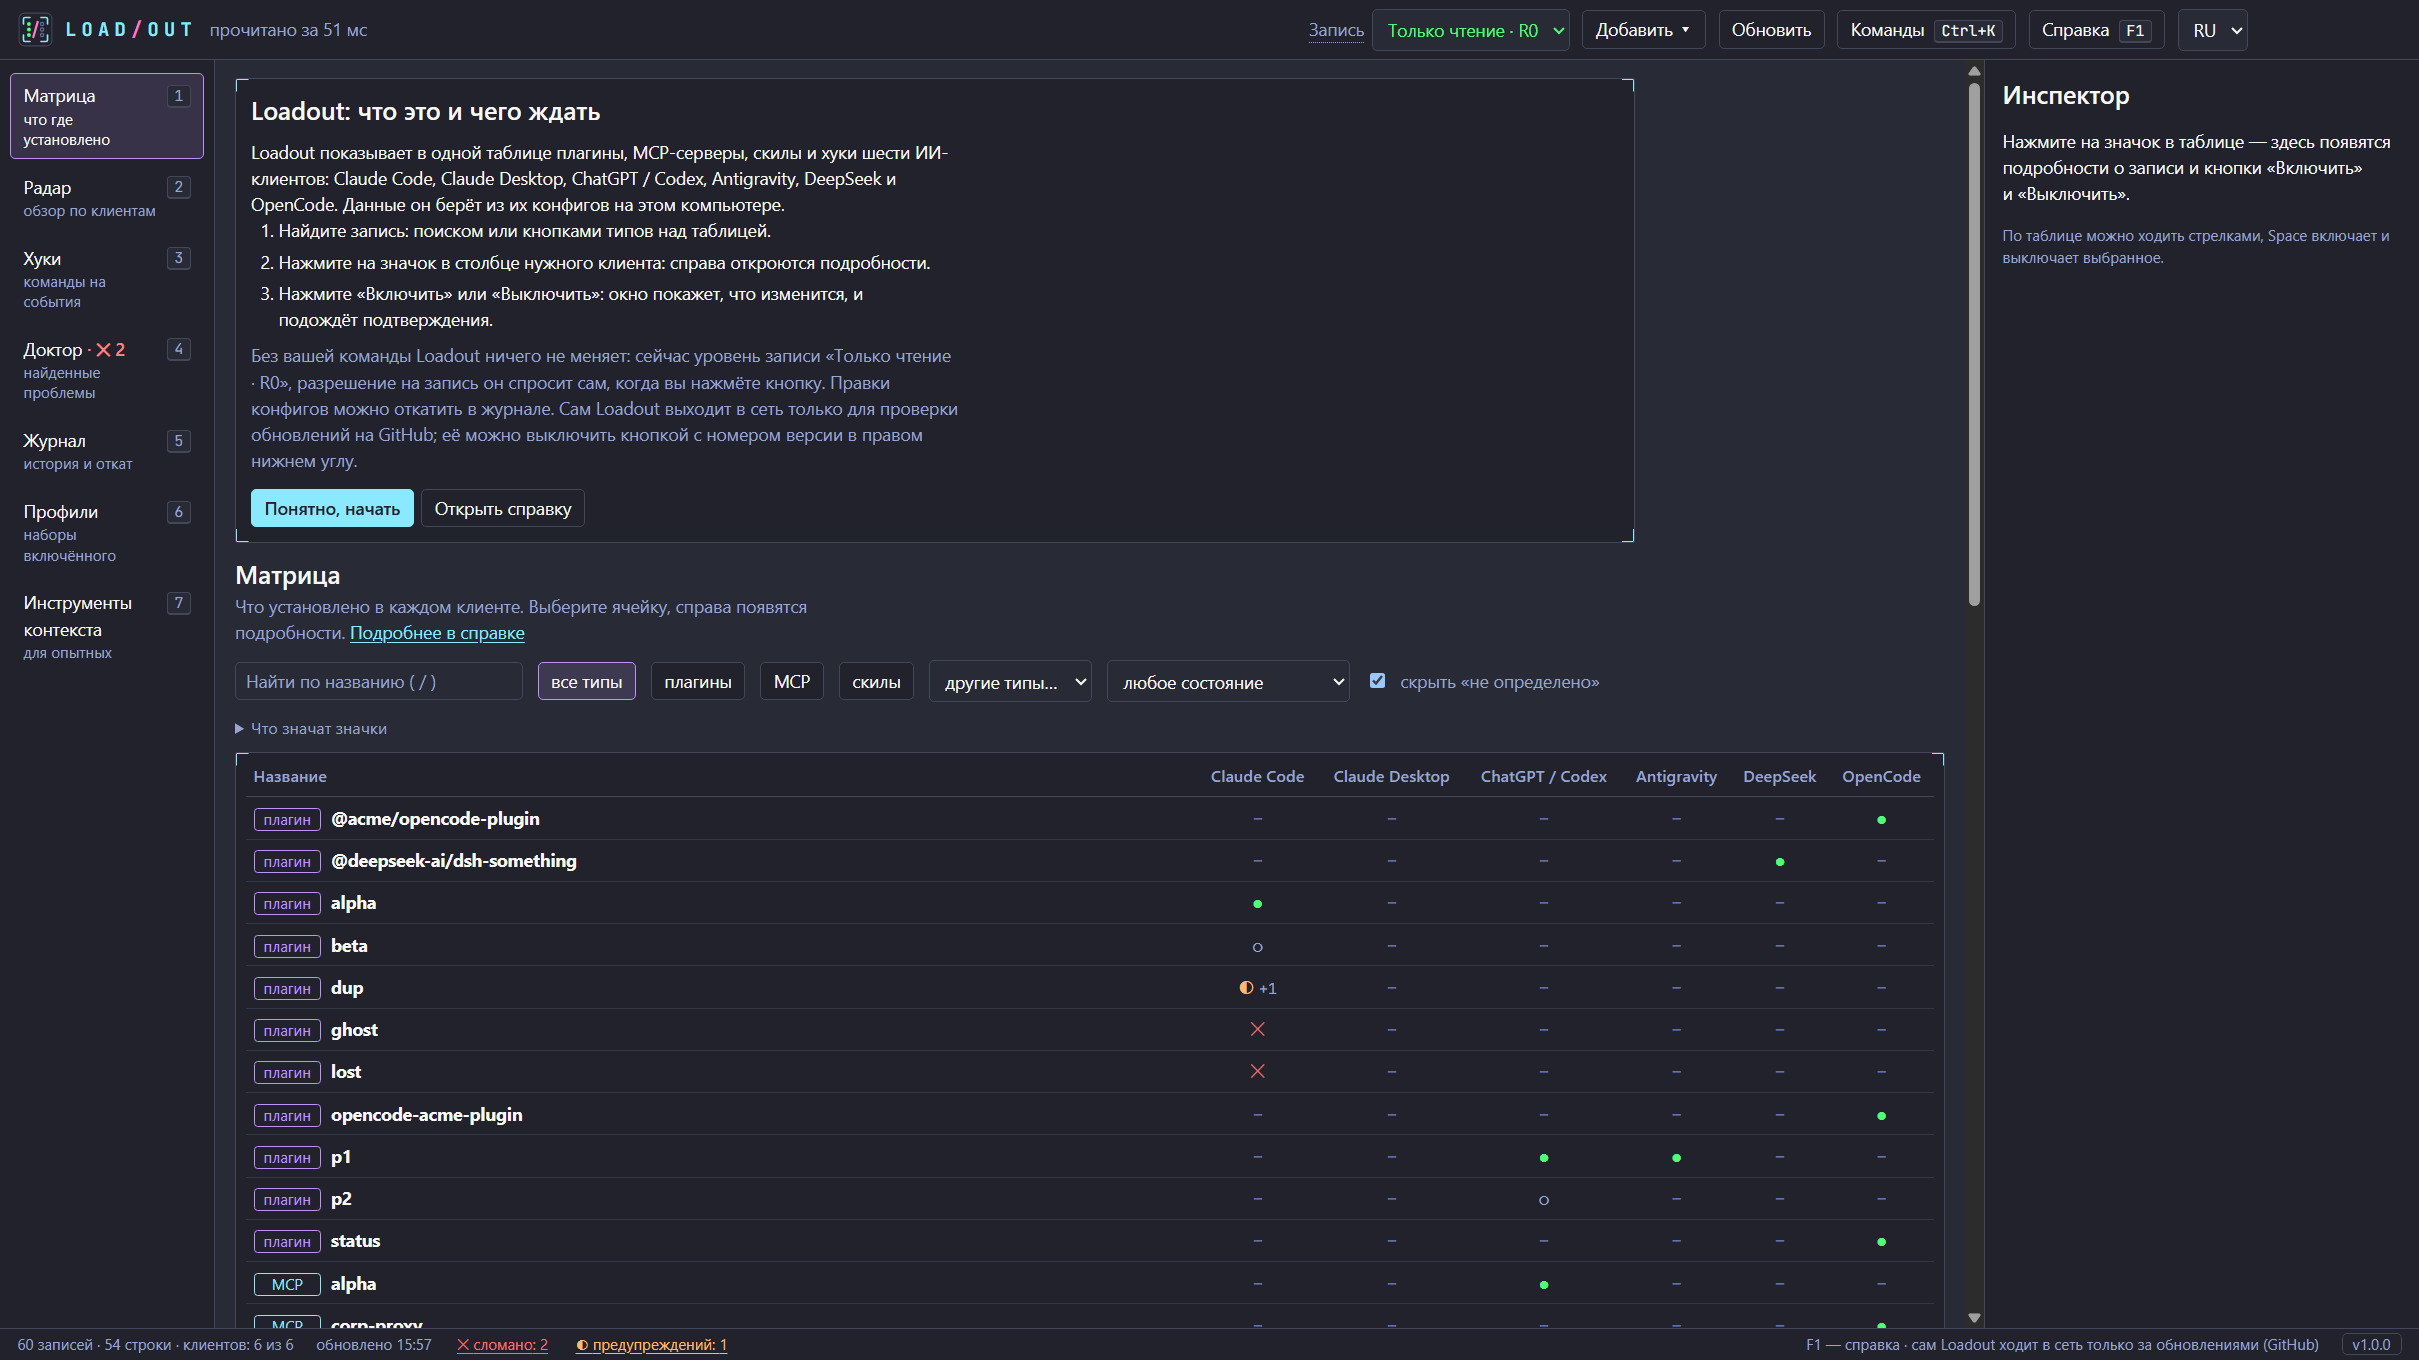 LOAD/OUT прочитано за 51 мс
Запись Только чтение · R0 Добавить ▼ Обновить Команды Ctrl+K Справка F1 RU
Матрица 1
что где
установлено
Радар 2
обзор по клиентам
Хуки 3
команды на
события
Доктор · ✕ 2 4
найденные
проблемы
Журнал 5
история и откат
Профили 6
наборы
включённого
Инструменты 7
контекста
для опытных
Loadout: что это и чего ждать
Loadout показывает в одной таблице плагины, MCP-серверы, скилы и хуки шести ИИ-
клиентов: Claude Code, Claude Desktop, ChatGPT / Codex, Antigravity, DeepSeek и
OpenCode. Данные он берёт из их конфигов на этом компьютере.
1. Найдите запись: поиском или кнопками типов над таблицей.
2. Нажмите на значок в столбце нужного клиента: справа откроются подробности.
3. Нажмите «Включить» или «Выключить»: окно покажет, что изменится, и
подождёт подтверждения.
Без вашей команды Loadout ничего не меняет: сейчас уровень записи «Только чтение
· R0», разрешение на запись он спросит сам, когда вы нажмёте кнопку. Правки
конфигов можно откатить в журнале. Сам Loadout выходит в сеть только для проверки
обновлений на GitHub; её можно выключить кнопкой с номером версии в правом
нижнем углу.
Понятно, начать Открыть справку
Матрица
Что установлено в каждом клиенте. Выберите ячейку, справа появятся
подробности. Подробнее в справке
Найти по названию ( / ) все типы плагины MCP скилы другие типы... любое состояние скрыть «не определено»
▶ Что значат значки
Название Claude Code Claude Desktop ChatGPT / Codex Antigravity DeepSeek OpenCode
плагин @acme/opencode-plugin – – – – – ●
плагин @deepseek-ai/dsh-something – – – – ● –
плагин alpha ● – – – – –
плагин beta ○ – – – – –
плагин dup ◐ +1 – – – – –
плагин ghost ✕ – – – – –
плагин lost ✕ – – – – –
плагин opencode-acme-plugin – – – – – ●
плагин p1 – – ● ● – –
плагин p2 – – ○ – – –
плагин status – – – – – ●
MCP alpha – – ● – – –
MCP corp-proxy – – – – – ●
Инспектор
Нажмите на значок в таблице — здесь появятся
подробности о записи и кнопки «Включить»
и «Выключить».
По таблице можно ходить стрелками, Space включает и
выключает выбранное.
60 записей · 54 строки · клиентов: 6 из 6 обновлено 15:57 ✕ сломано: 2 ◐ предупреждений: 1
F1 — справка · сам Loadout ходит в сеть только за обновлениями (GitHub) v1.0.0